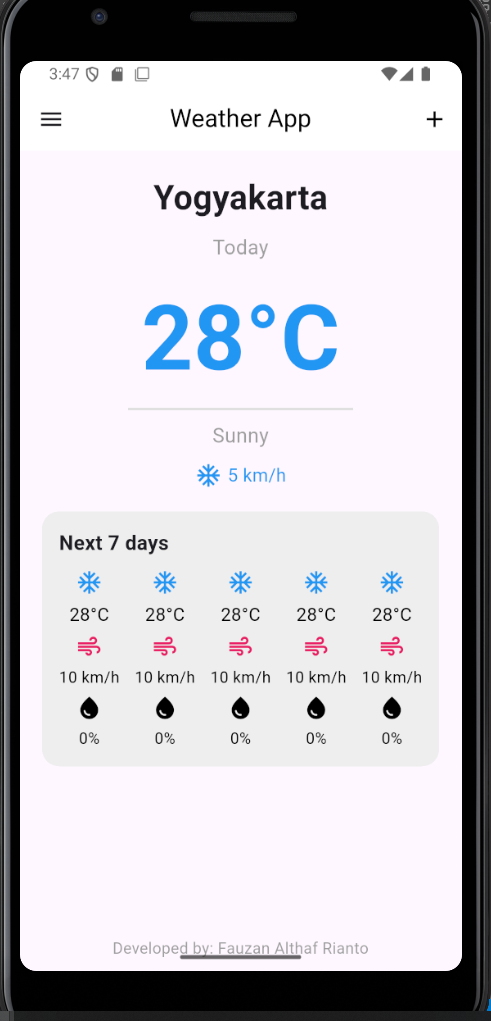 3:47
Weather App
Yogyakarta
Today
28°C
Sunny
5 km/h
Next 7 days
28°C 28°C 28°C 28°C 28°C
10 km/h 10 km/h 10 km/h 10 km/h 10 km/h
0% 0% 0% 0% 0%
Developed by: Fauzan Althaf Rianto